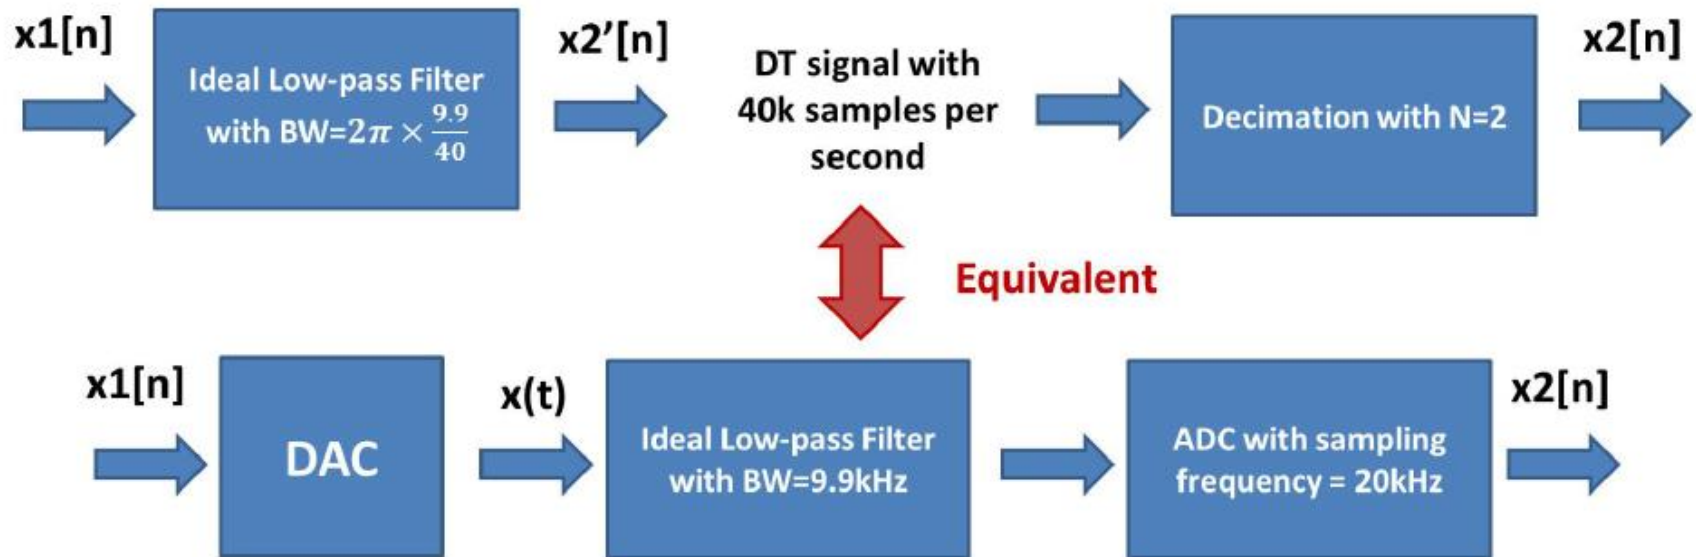 x1[n]
Ideal Low-pass Filter
with BW=2π × 9.9/40
x2'[n]
DT signal with
40k samples per
second
Decimation with N=2
x2[n]
Equivalent
x1[n]
DAC
x(t)
Ideal Low-pass Filter
with BW=9.9kHz
ADC with sampling
frequency = 20kHz
x2[n]